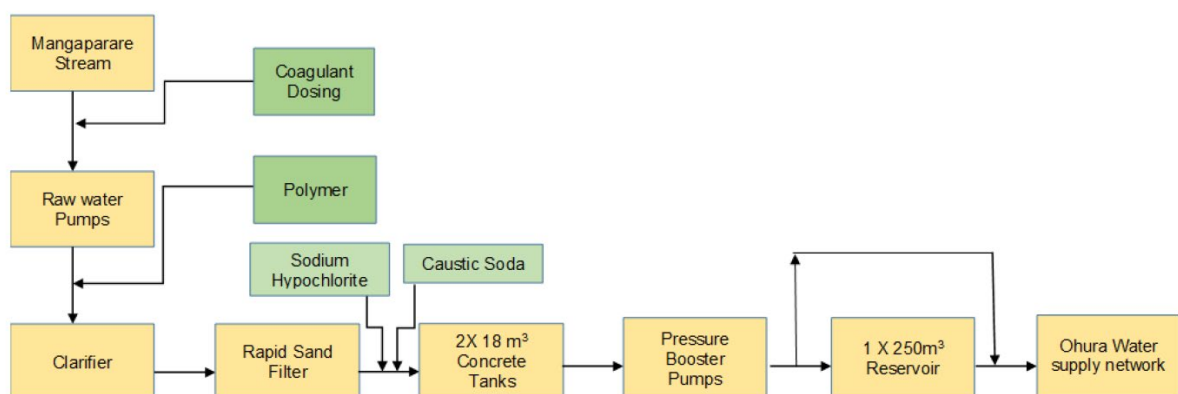 Mangaparare
Stream
Coagulant
Dosing
Raw water
Pumps
Polymer
Sodium
Hypochlorite
Caustic Soda
Clarifier
Rapid Sand
Filter
2X 18 m³
Concrete
Tanks
Pressure
Booster
Pumps
1 X 250m³
Reservoir
Ohura Water
supply network